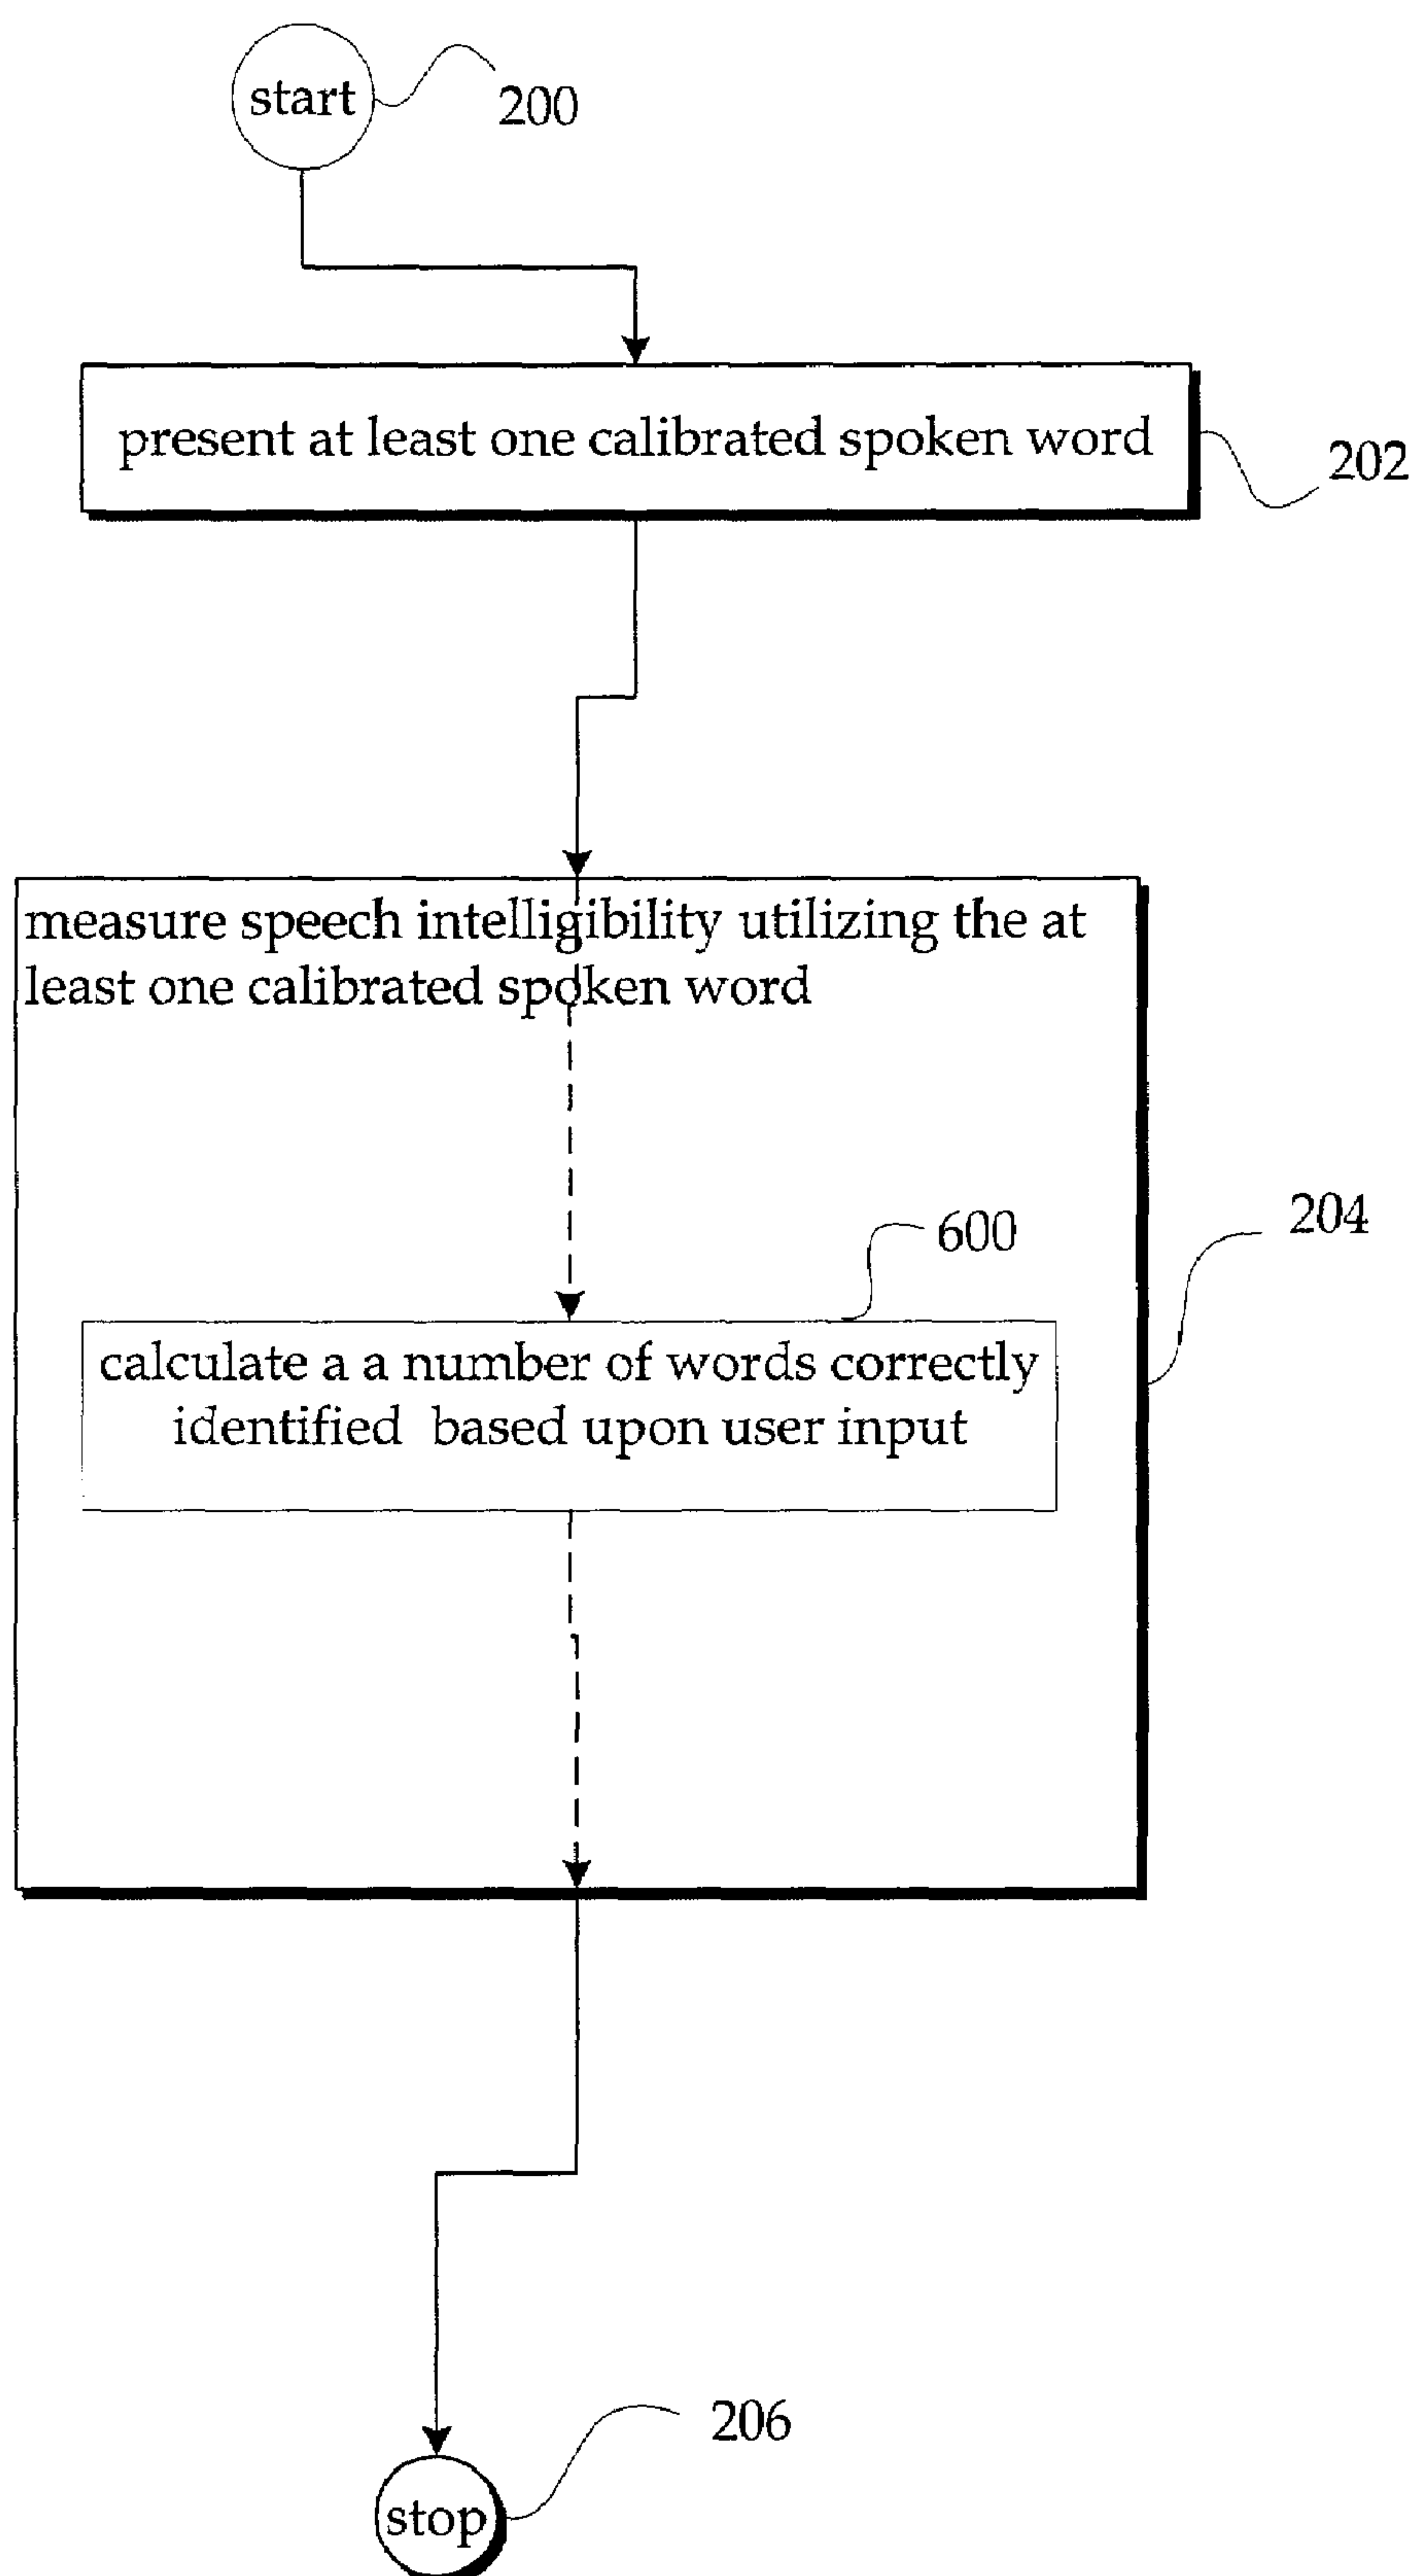 start
200
present at least one calibrated spoken word
202
measure speech intelligibility utilizing the at
least one calibrated spoken word
600
204
calculate a a number of words correctly
identified based upon user input
206
stop